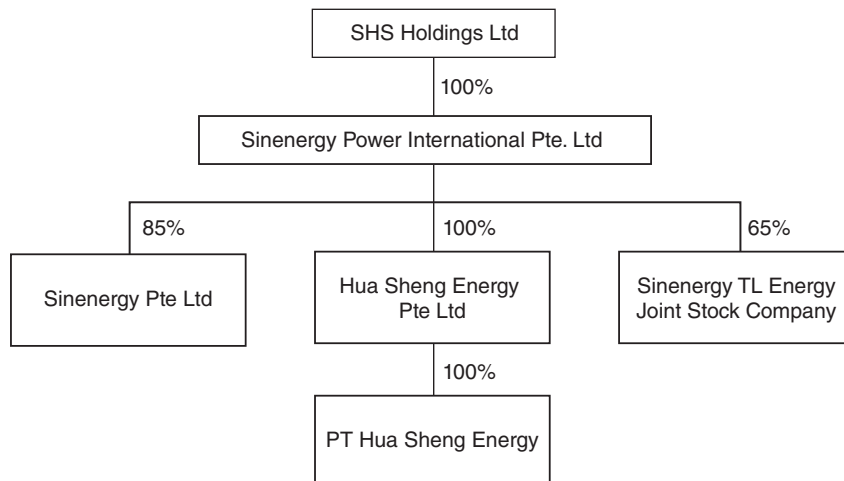 SHS Holdings Ltd
100%
Sinenergy Power International Pte. Ltd
85%
100%
65%
Sinenergy Pte Ltd
Hua Sheng Energy
Pte Ltd
Sinenergy TL Energy
Joint Stock Company
100%
PT Hua Sheng Energy